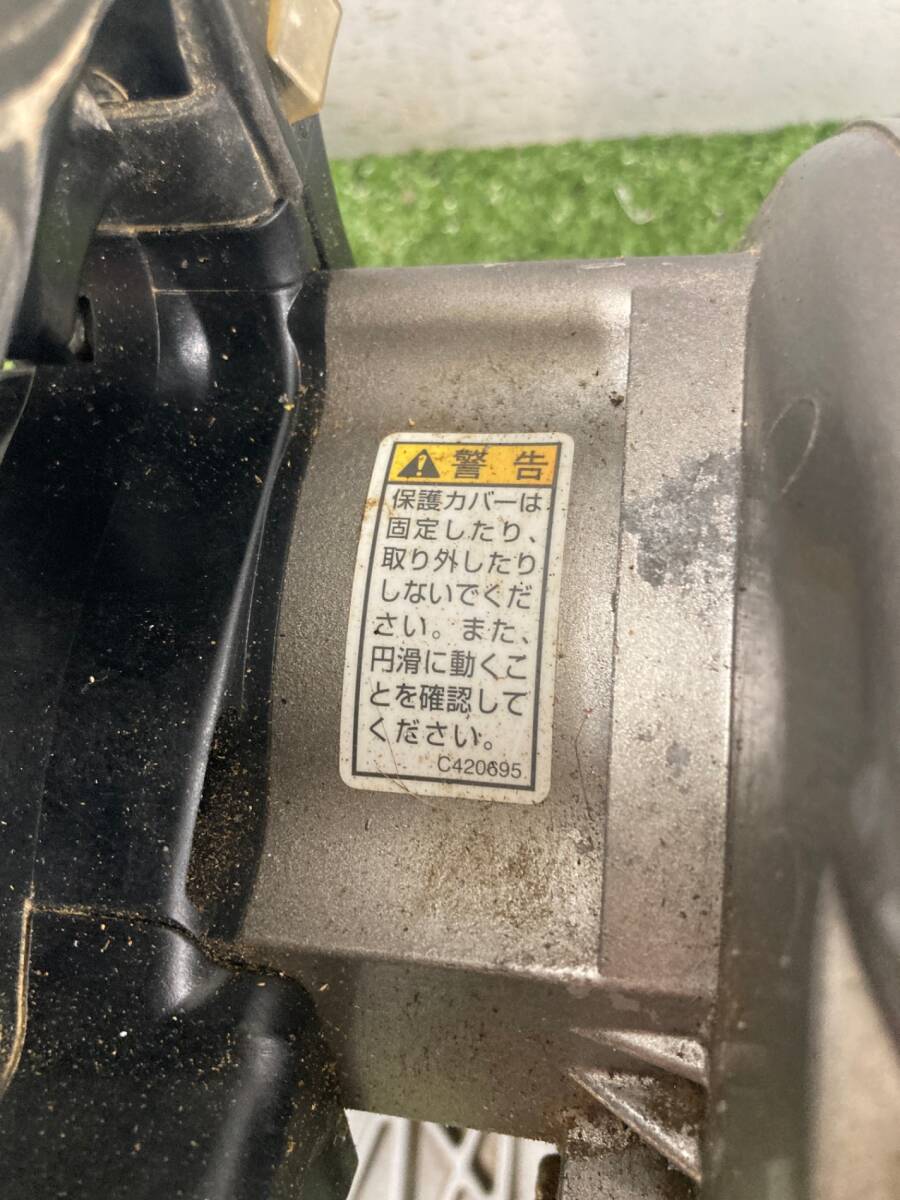 警告
保護カバーは
固定したり、
取り外したり
しないでくだ
さい。また、
円滑に動くこ
とを確認して
ください。
C420695